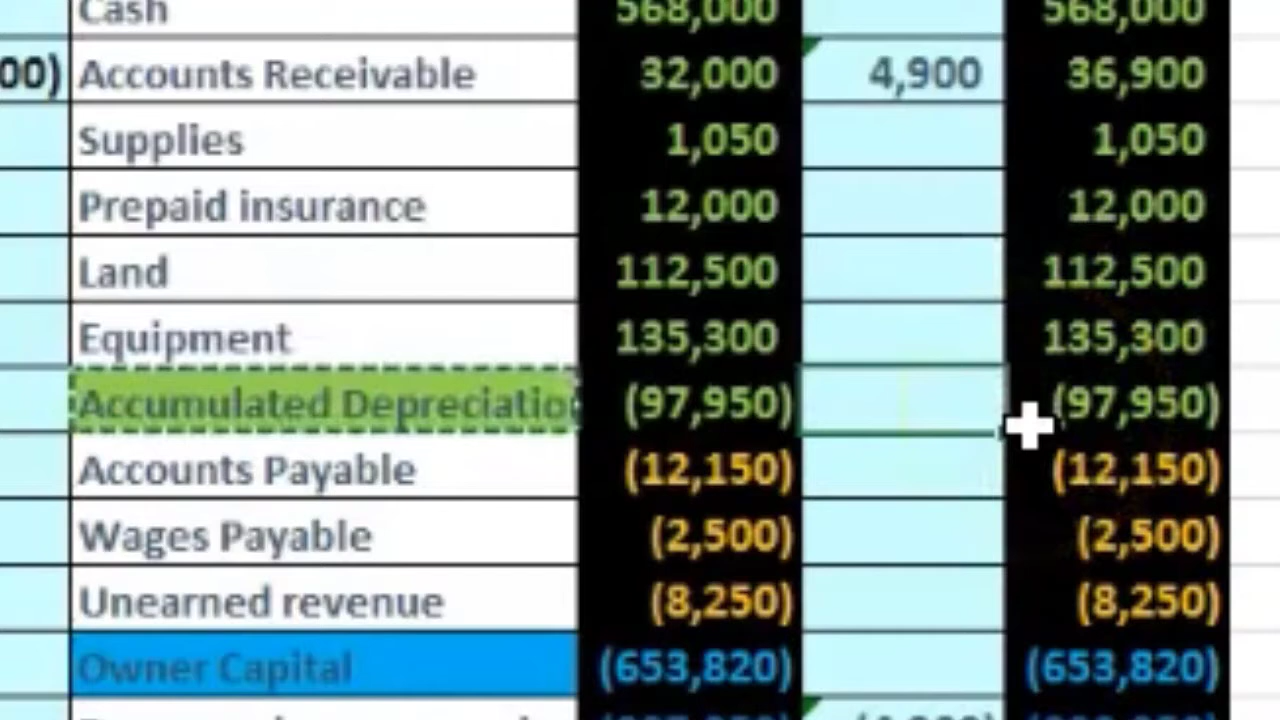 Cash 568,000 568,000
00) Accounts Receivable 32,000 4,900 36,900
Supplies 1,050 1,050
Prepaid insurance 12,000 12,000
Land 112,500 112,500
Equipment 135,300 135,300
Accumulated Depreciatio (97,950) (97,950)
Accounts Payable (12,150) (12,150)
Wages Payable (2,500) (2,500)
Unearned revenue (8,250) (8,250)
Owner Capital (653,820) (653,820)